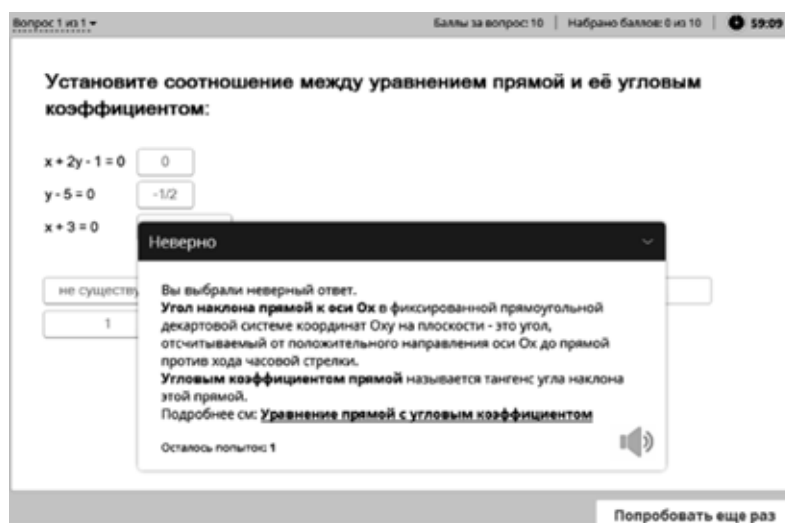 Вопрос 1 из 1
Баллы за вопрос: 10 | Набрано баллов: 0 из 10 | 59:09
Установите соотношение между уравнением прямой и её угловым
коэффициентом:
x + 2y - 1 = 0 0
y - 5 = 0 -1/2
x + 3 = 0
Неверно
не существу
1
Вы выбрали неверный ответ.
Угол наклона прямой к оси Ox в фиксированной прямоугольной
декартовой системе координат Oxy на плоскости - это угол,
отсчитываемый от положительного направления оси Ox до прямой
против хода часовой стрелки.
Угловым коэффициентом прямой называется тангенс угла наклона
этой прямой.
Подробнее см: Уравнение прямой с угловым коэффициентом
Осталось попыток: 1
Попробовать еще раз